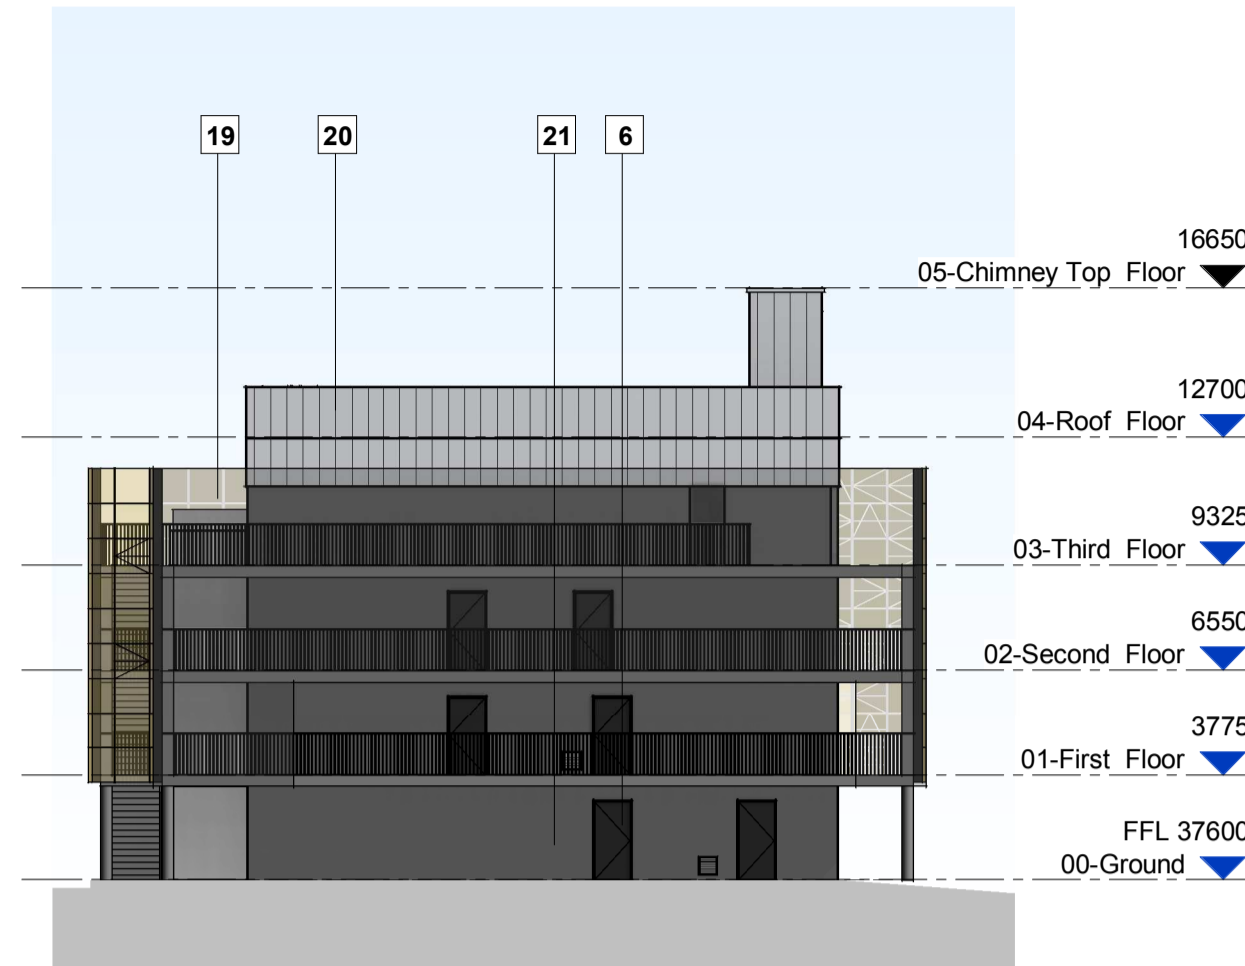 19 20 21 6
16650
05-Chimney Top Floor
12700
04-Roof Floor
9325
03-Third Floor
6550
02-Second Floor
3775
01-First Floor
FFL 37600
00-Ground